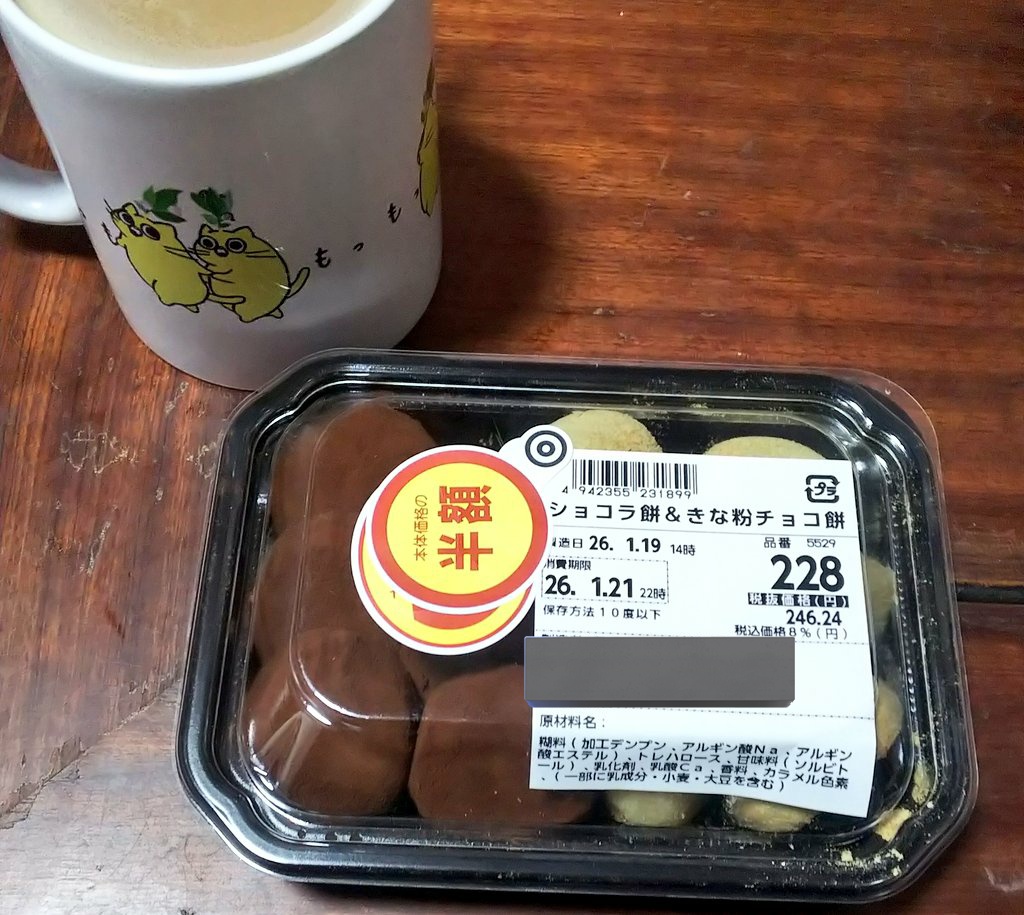 もっも
本体価格の
半額
4 942355 231899
プラ
ショコラ餅&きな粉チョコ餅
造日 26. 1.19 14時
品番 5529
消費期限
26. 1.21 22時
228
税抜価格(円)
保存方法10度以下
246.24
税込価格8%(円)
原材料名:
糊料(加工デンプン、アルギン酸Na、アルギン
酸エステル)、トレハロース、甘味料(ソルビト
ール)、乳化剤、乳酸Ca、香料、カラメル色素
、(一部に乳成分・小麦・大豆を含む)